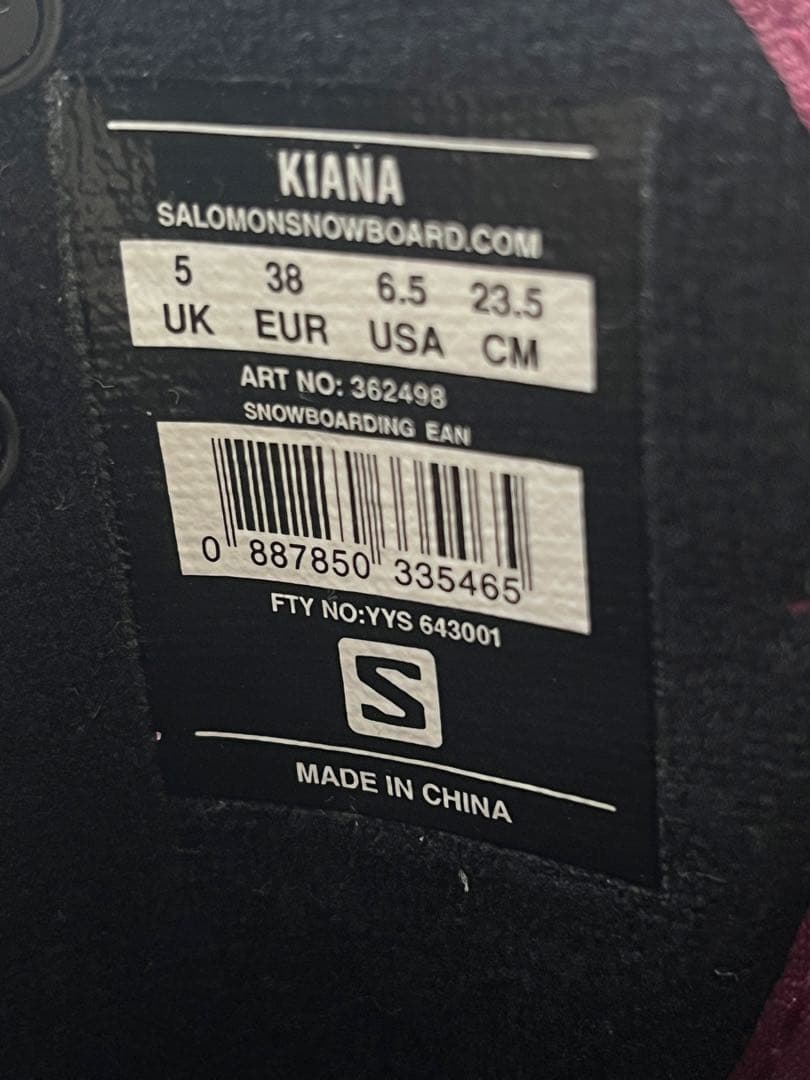 KIANA
SALOMONSNOWBOARD.COM
5 38 6.5 23.5
UK EUR USA CM
ART NO: 362498
SNOWBOARDING EAN
0 887850 335465
FTY NO:YYS 643001
S
MADE IN CHINA